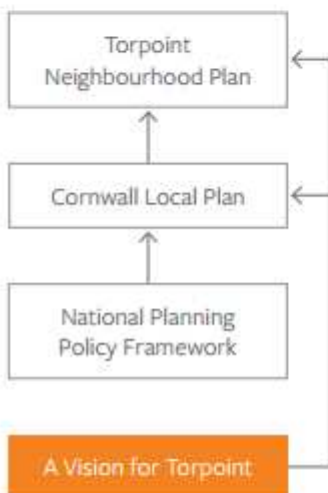 Torpoint
Neighbourhood Plan
Cornwall Local Plan
National Planning
Policy Framework
A Vision for Torpoint